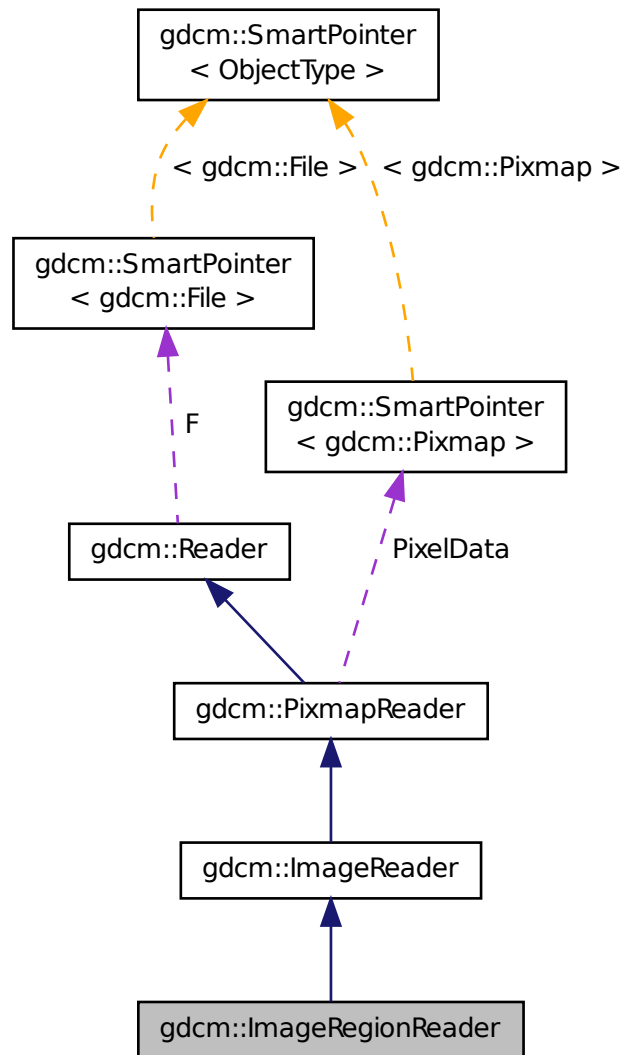 gdcm::SmartPointer
< ObjectType >
< gdcm::File >
< gdcm::Pixmap >
gdcm::SmartPointer
< gdcm::File >
gdcm::SmartPointer
< gdcm::Pixmap >
F
gdcm::Reader
PixelData
gdcm::PixmapReader
gdcm::ImageReader
gdcm::ImageRegionReader